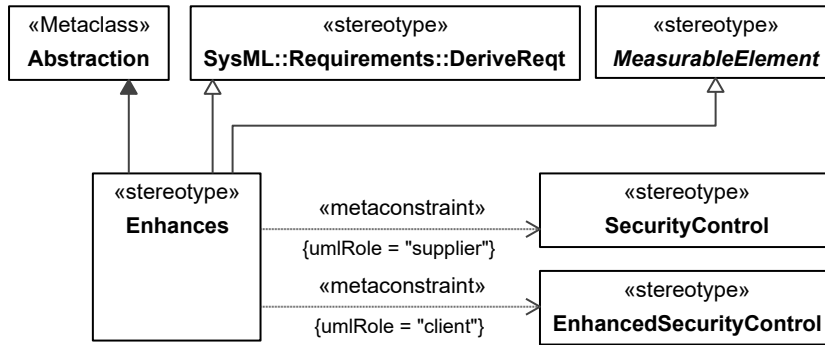 «Metaclass»
Abstraction
«stereotype»
SysML::Requirements::DeriveReqt
«stereotype»
MeasurableElement
«stereotype»
Enhances
«metaconstraint»
{umlRole = "supplier"}
«stereotype»
SecurityControl
«metaconstraint»
{umlRole = "client"}
«stereotype»
EnhancedSecurityControl